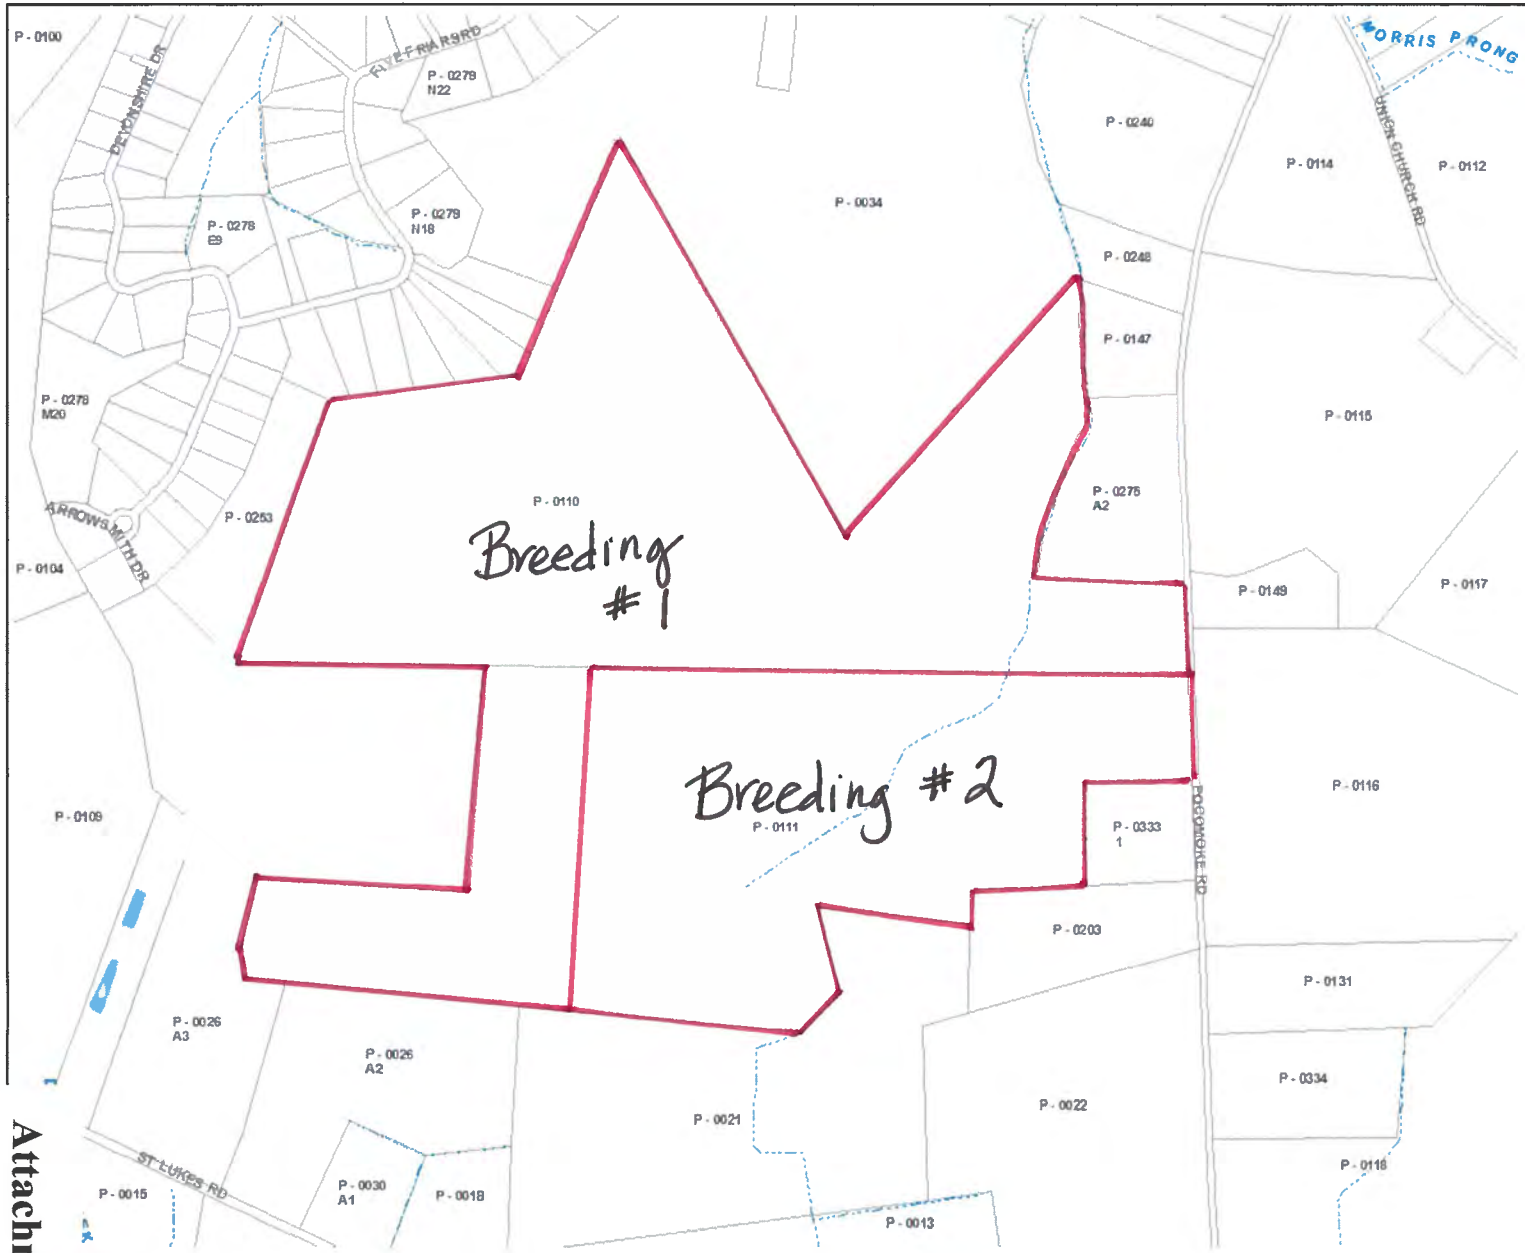 P - 0100
DEVONSHIRE DR
FIVE FRIARS RD
P - 0278
N22
MORRIS PRONG
P - 0240
UNION CHURCH RD
P - 0114
P - 0112
P - 0034
P - 0278
E9
P - 0278
N18
P - 0248
P - 0147
P - 0278
M20
P - 0115
P - 0275
A2
P - 0110
P - 0253
ARROWSMITH DR
Breeding
# 1
P - 0104
P - 0149
P - 0117
Breeding # 2
P - 0116
P - 0109
P - 0111
P - 0333
1
POCOMOKE RD
P - 0203
P - 0131
P - 0026
A3
P - 0026
A2
P - 0334
P - 0022
P - 0021
Attach
ST LUKES RD
P - 0118
P - 0015
P - 0030
A1
P - 0018
P - 0013